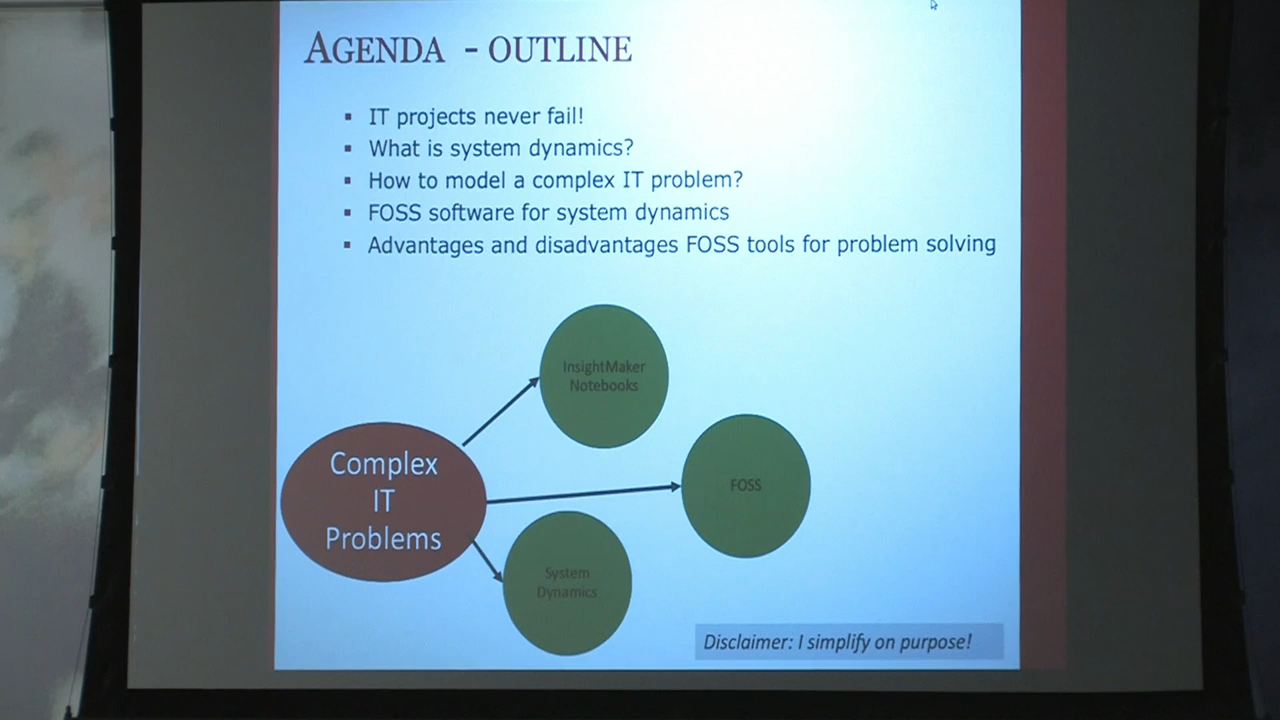 AGENDA - OUTLINE
IT projects never fail!
What is system dynamics?
How to model a complex IT problem?
FOSS software for system dynamics
Advantages and disadvantages FOSS tools for problem solving
InsightMaker
Notebooks
Complex
IT
Problems
FOSS
System
Dynamics
Disclaimer: I simplify on purpose!